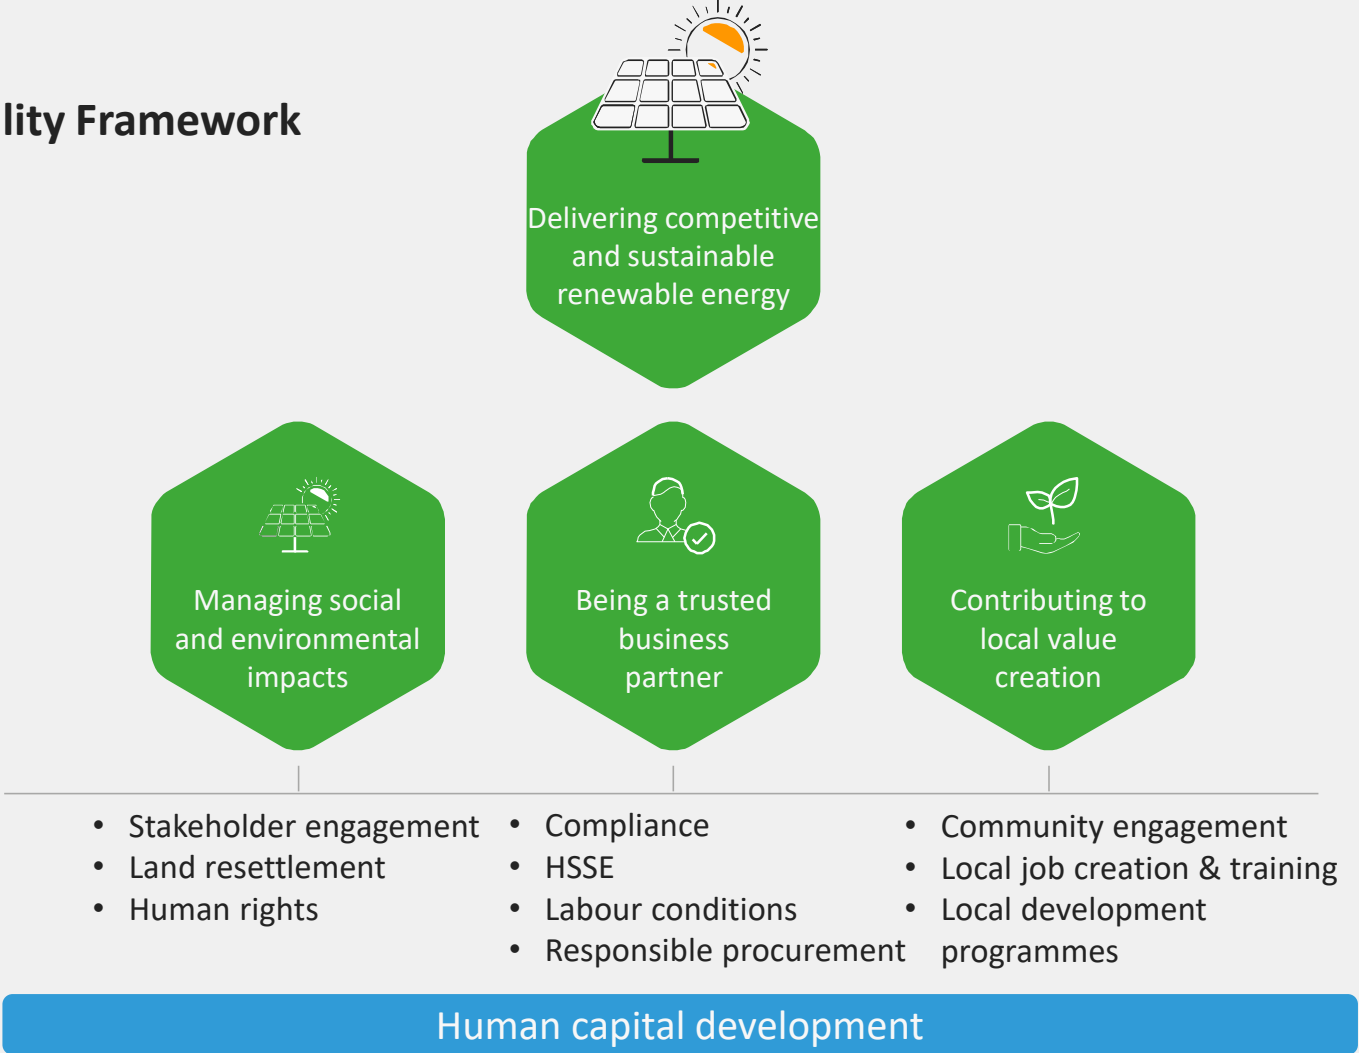 lity Framework
Delivering competitive
and sustainable
renewable energy
Managing social
and environmental
impacts
Being a trusted
business
partner
Contributing to
local value
creation
• Stakeholder engagement
• Land resettlement
• Human rights
• Compliance
• HSSE
• Labour conditions
• Responsible procurement
• Community engagement
• Local job creation & training
• Local development
programmes
Human capital development